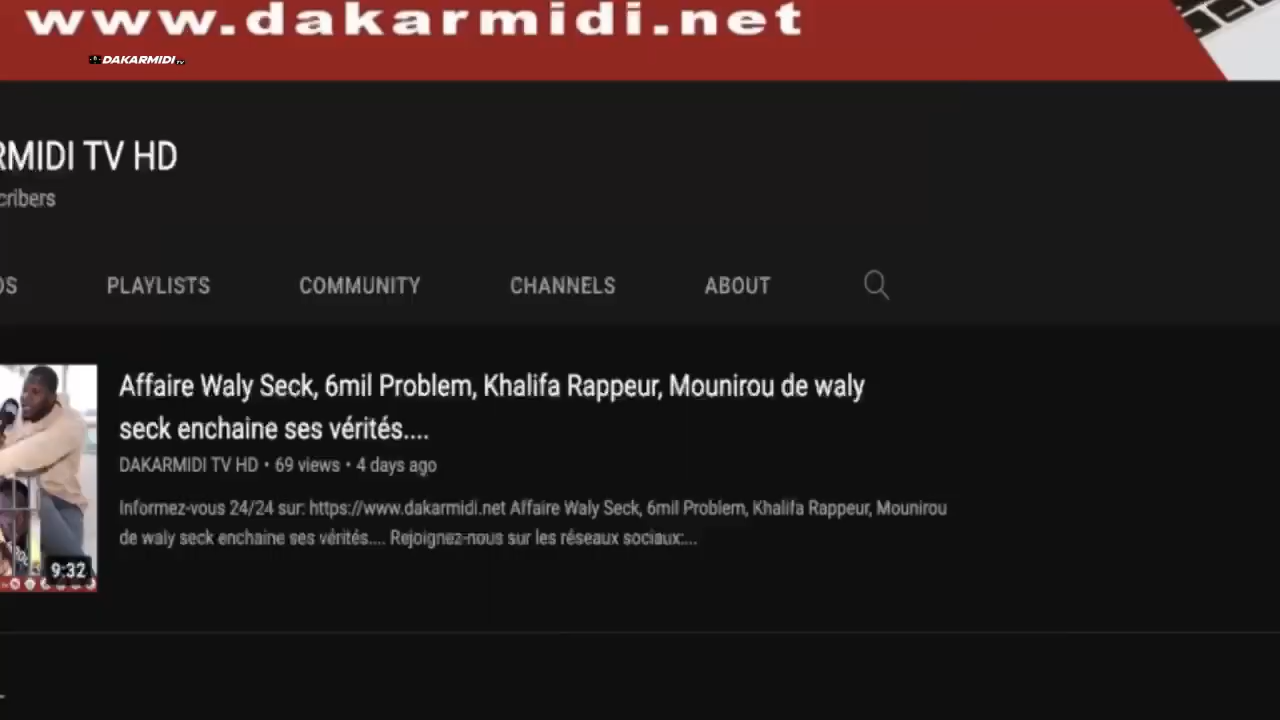 www.dakarmidi.net
DAKARMIDI TV
RMIDI TV HD
cribers
OS
PLAYLISTS
COMMUNITY
CHANNELS
ABOUT
Affaire Waly Seck, 6mil Problem, Khalifa Rappeur, Mounirou de waly
seck enchaine ses vérités....
DAKARMIDI TV HD • 69 views • 4 days ago
Informez-vous 24/24 sur: https://www.dakarmidi.net Affaire Waly Seck, 6mil Problem, Khalifa Rappeur, Mounirou
de waly seck enchaine ses vérités.... Rejoignez-nous sur les réseaux sociaux:...
9:32